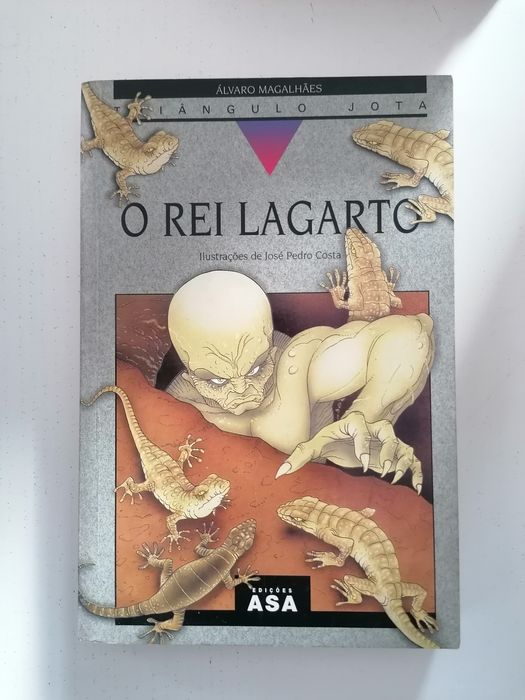 ÁLVARO MAGALHÃES
TRIÂNGULO JOTA
O REI LAGARTO
Ilustrações de José Pedro Costa
EDIÇÕES
ASA